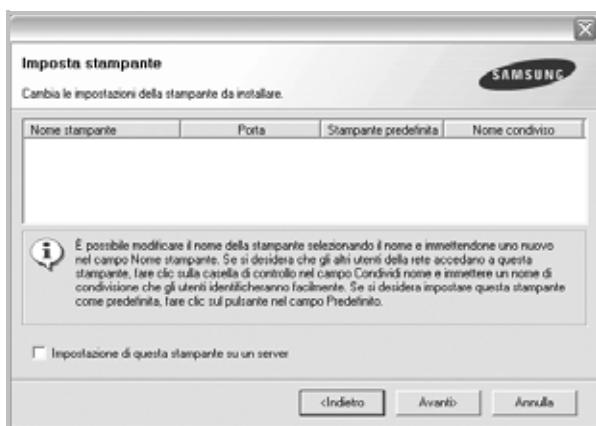 Imposta stampante
SAMSUNG
Cambia le impostazioni della stampante da installare.
Nome stampante Porta Stampante predefinita Nome condiviso
È possibile modificare il nome della stampante selezionando il nome e immettendone uno nuovo
nel campo Nome stampante. Se si desidera che gli altri utenti della rete accedano a questa
stampante, fare clic sulla casella di controllo nel campo Condividi nome e immettere un nome di
condivisione che gli utenti identificheranno facilmente. Se si desidera impostare questa stampante
come predefinita, fare clic sul pulsante nel campo Predefinito.
Impostazione di questa stampante su un server
<Indietro Avanti> Annulla